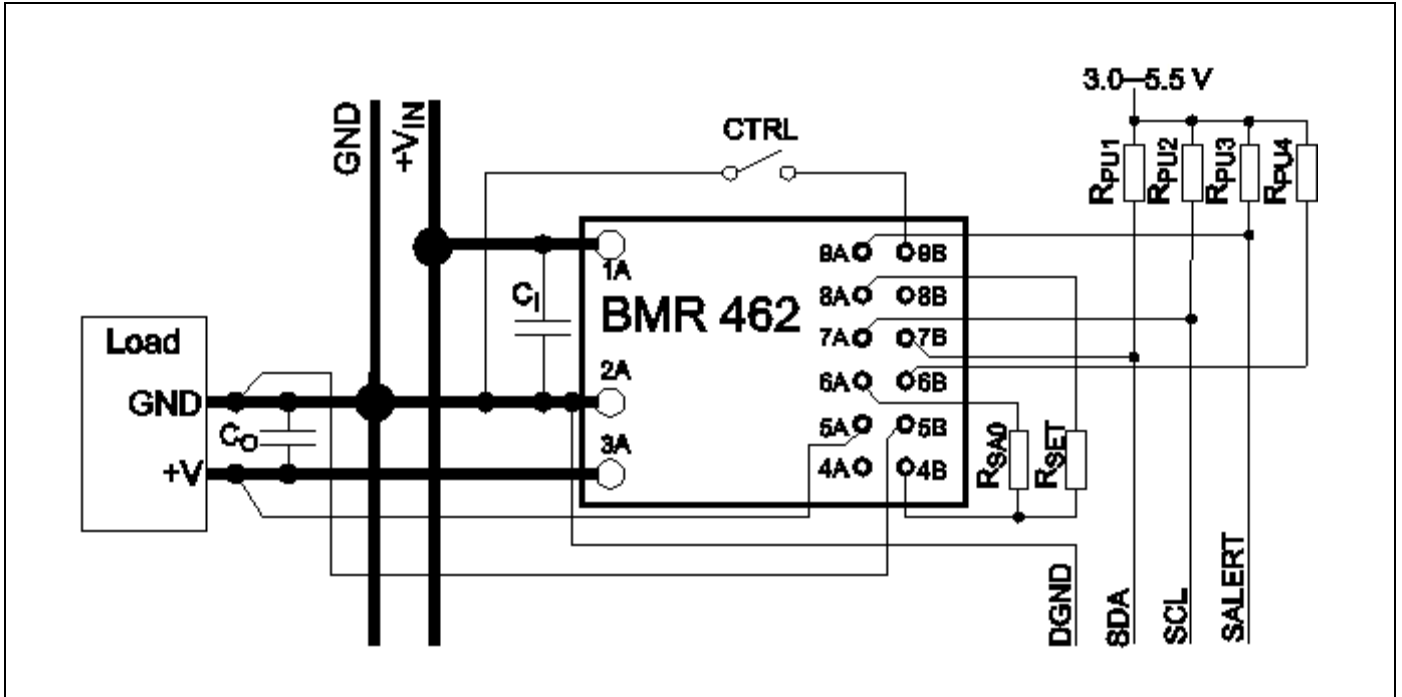 3.0—5.5 V
GND
+VIN
CTRL
RPU1
RPU2
RPU3
RPU4
1A
9A
9B
CI
BMR 462
8A
8B
7A
7B
Load
2A
6A
6B
GND
CO
5A
5B
RSA0
RSET
3A
+V
4A
4B
DGND
SDA
SCL
SALERT